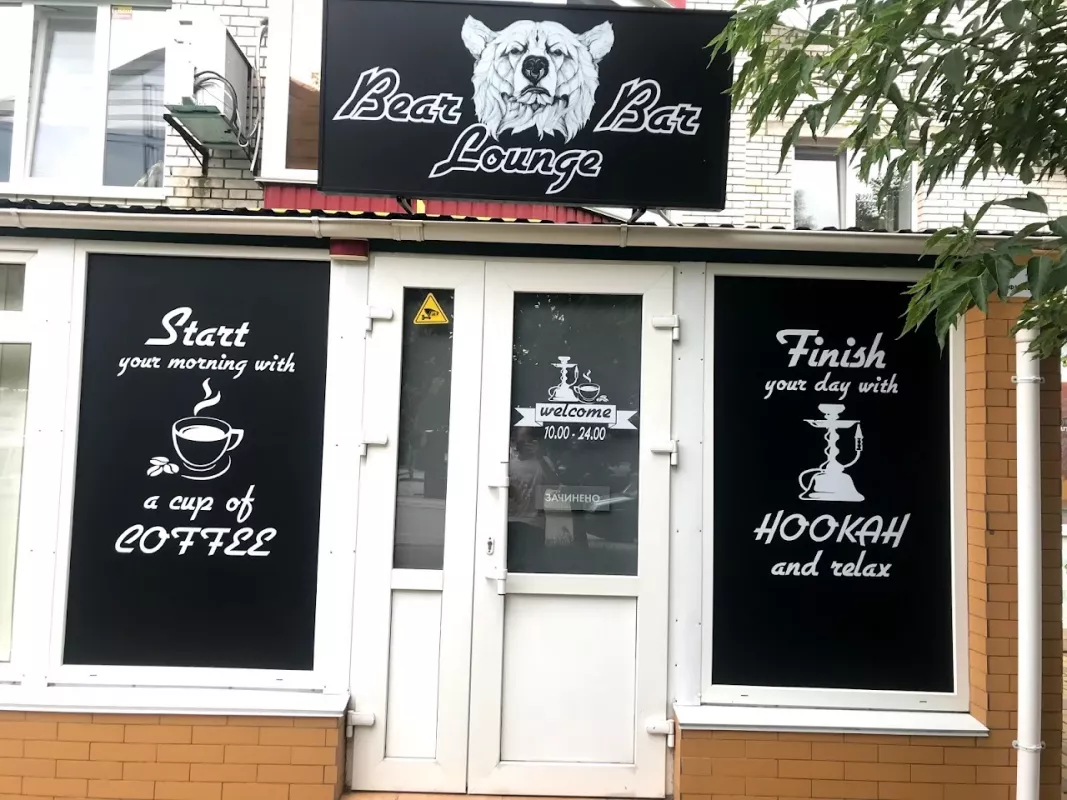 Bear Bar
Lounge
Start
your morning with
a cup of
COFFEE
welcome
10.00 - 24.00
ЗАЧИНЕНО
Finish
your day with
HOOKAH
and relax